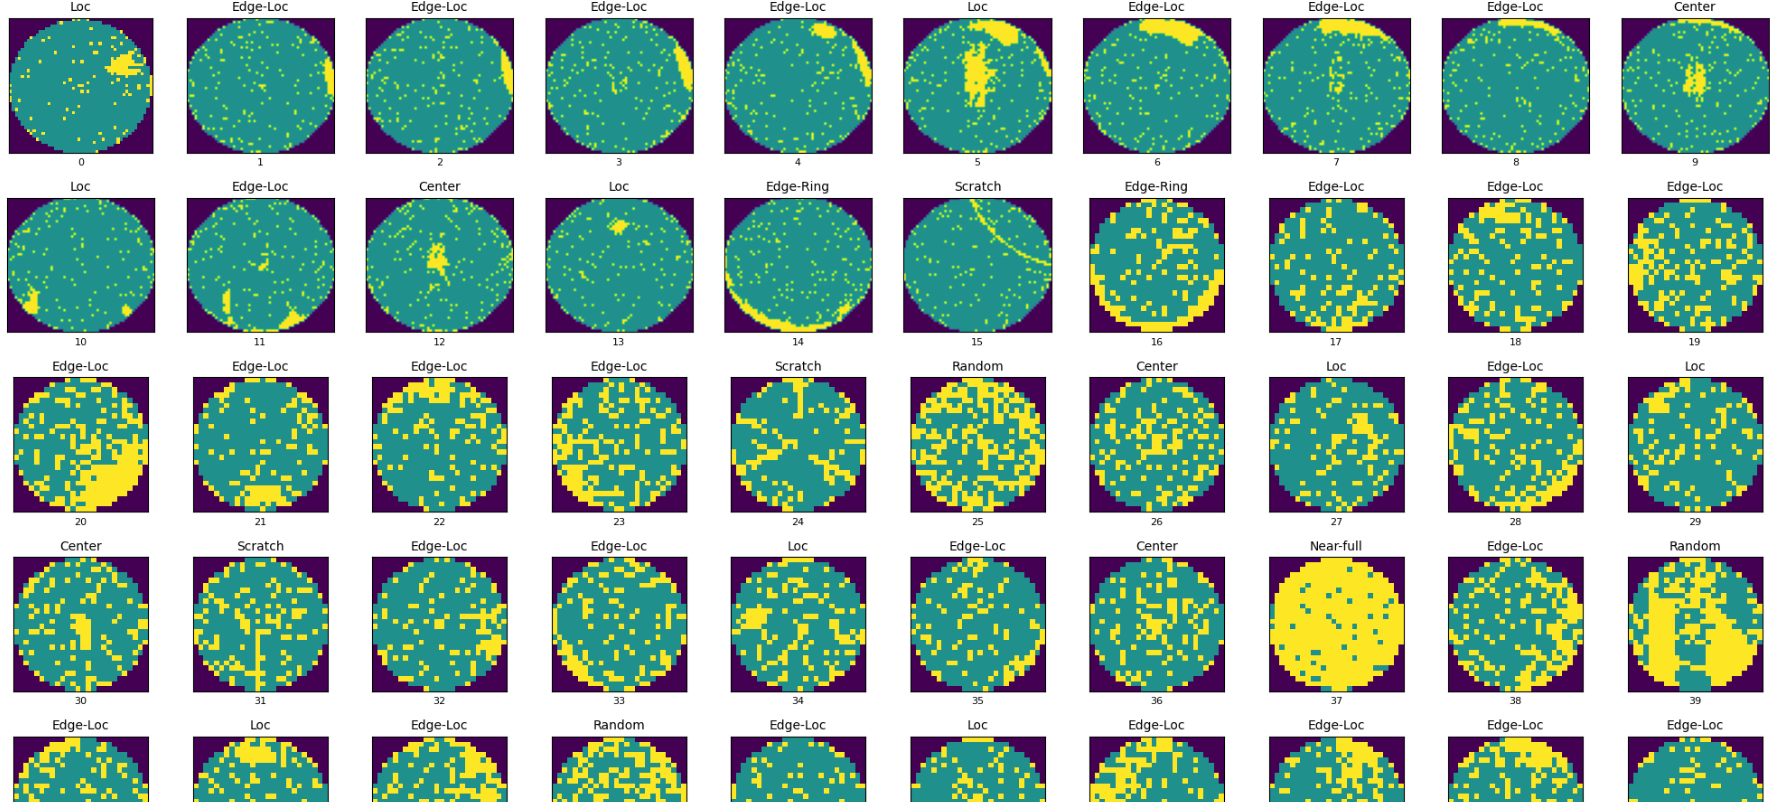 Loc Edge-Loc Edge-Loc Edge-Loc Edge-Loc Loc Edge-Loc Edge-Loc Edge-Loc Center
0 1 2 3 4 5 6 7 8 9
Loc Edge-Loc Center Loc Edge-Ring Scratch Edge-Ring Edge-Loc Edge-Loc Edge-Loc
10 11 12 13 14 15 16 17 18 19
Edge-Loc Edge-Loc Edge-Loc Edge-Loc Scratch Random Center Loc Edge-Loc Loc
20 21 22 23 24 25 26 27 28 29
Center Scratch Edge-Loc Edge-Loc Loc Edge-Loc Center Near-full Edge-Loc Random
30 31 32 33 34 35 36 37 38 39
Edge-Loc Loc Edge-Loc Random Edge-Loc Loc Edge-Loc Edge-Loc Edge-Loc Edge-Loc